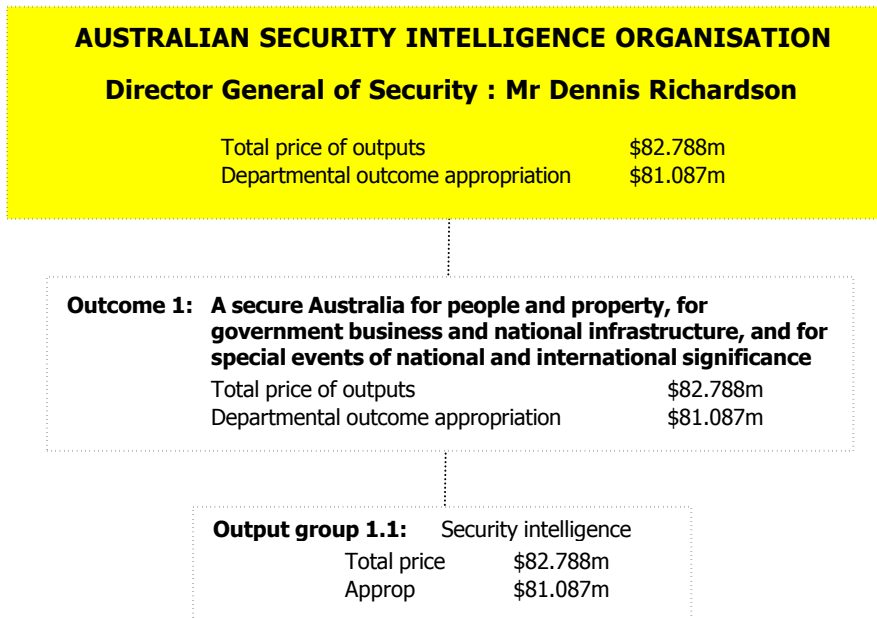 AUSTRALIAN SECURITY INTELLIGENCE ORGANISATION
Director General of Security : Mr Dennis Richardson
Total price of outputs $82.788m
Departmental outcome appropriation $81.087m
Outcome 1: A secure Australia for people and property, for
government business and national infrastructure, and for
special events of national and international significance
Total price of outputs $82.788m
Departmental outcome appropriation $81.087m
Output group 1.1: Security intelligence
Total price $82.788m
Approp $81.087m